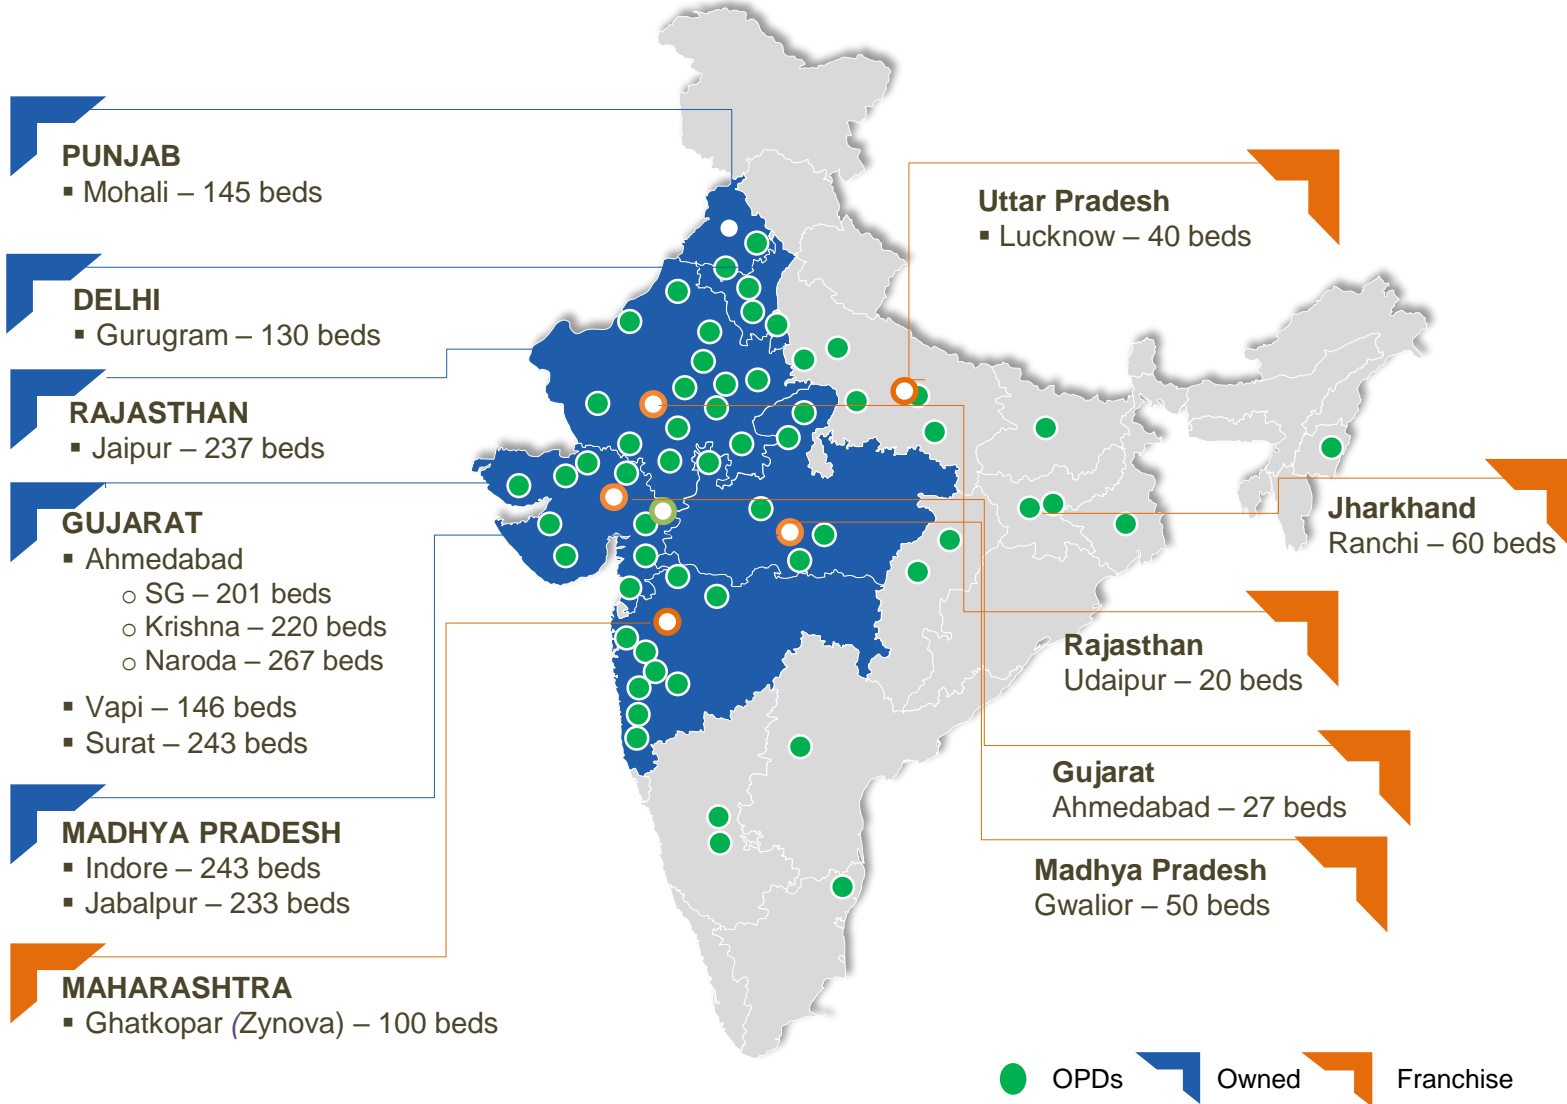 PUNJAB
▪ Mohali – 145 beds
DELHI
▪ Gurugram – 130 beds
RAJASTHAN
▪ Jaipur – 237 beds
GUJARAT
▪ Ahmedabad
o SG – 201 beds
o Krishna – 220 beds
o Naroda – 267 beds
▪ Vapi – 146 beds
▪ Surat – 243 beds
MADHYA PRADESH
▪ Indore – 243 beds
▪ Jabalpur – 233 beds
MAHARASHTRA
▪ Ghatkopar (Zynova) – 100 beds
Uttar Pradesh
▪ Lucknow – 40 beds
Jharkhand
Ranchi – 60 beds
Rajasthan
Udaipur – 20 beds
Gujarat
Ahmedabad – 27 beds
Madhya Pradesh
Gwalior – 50 beds
OPDs Owned Franchise